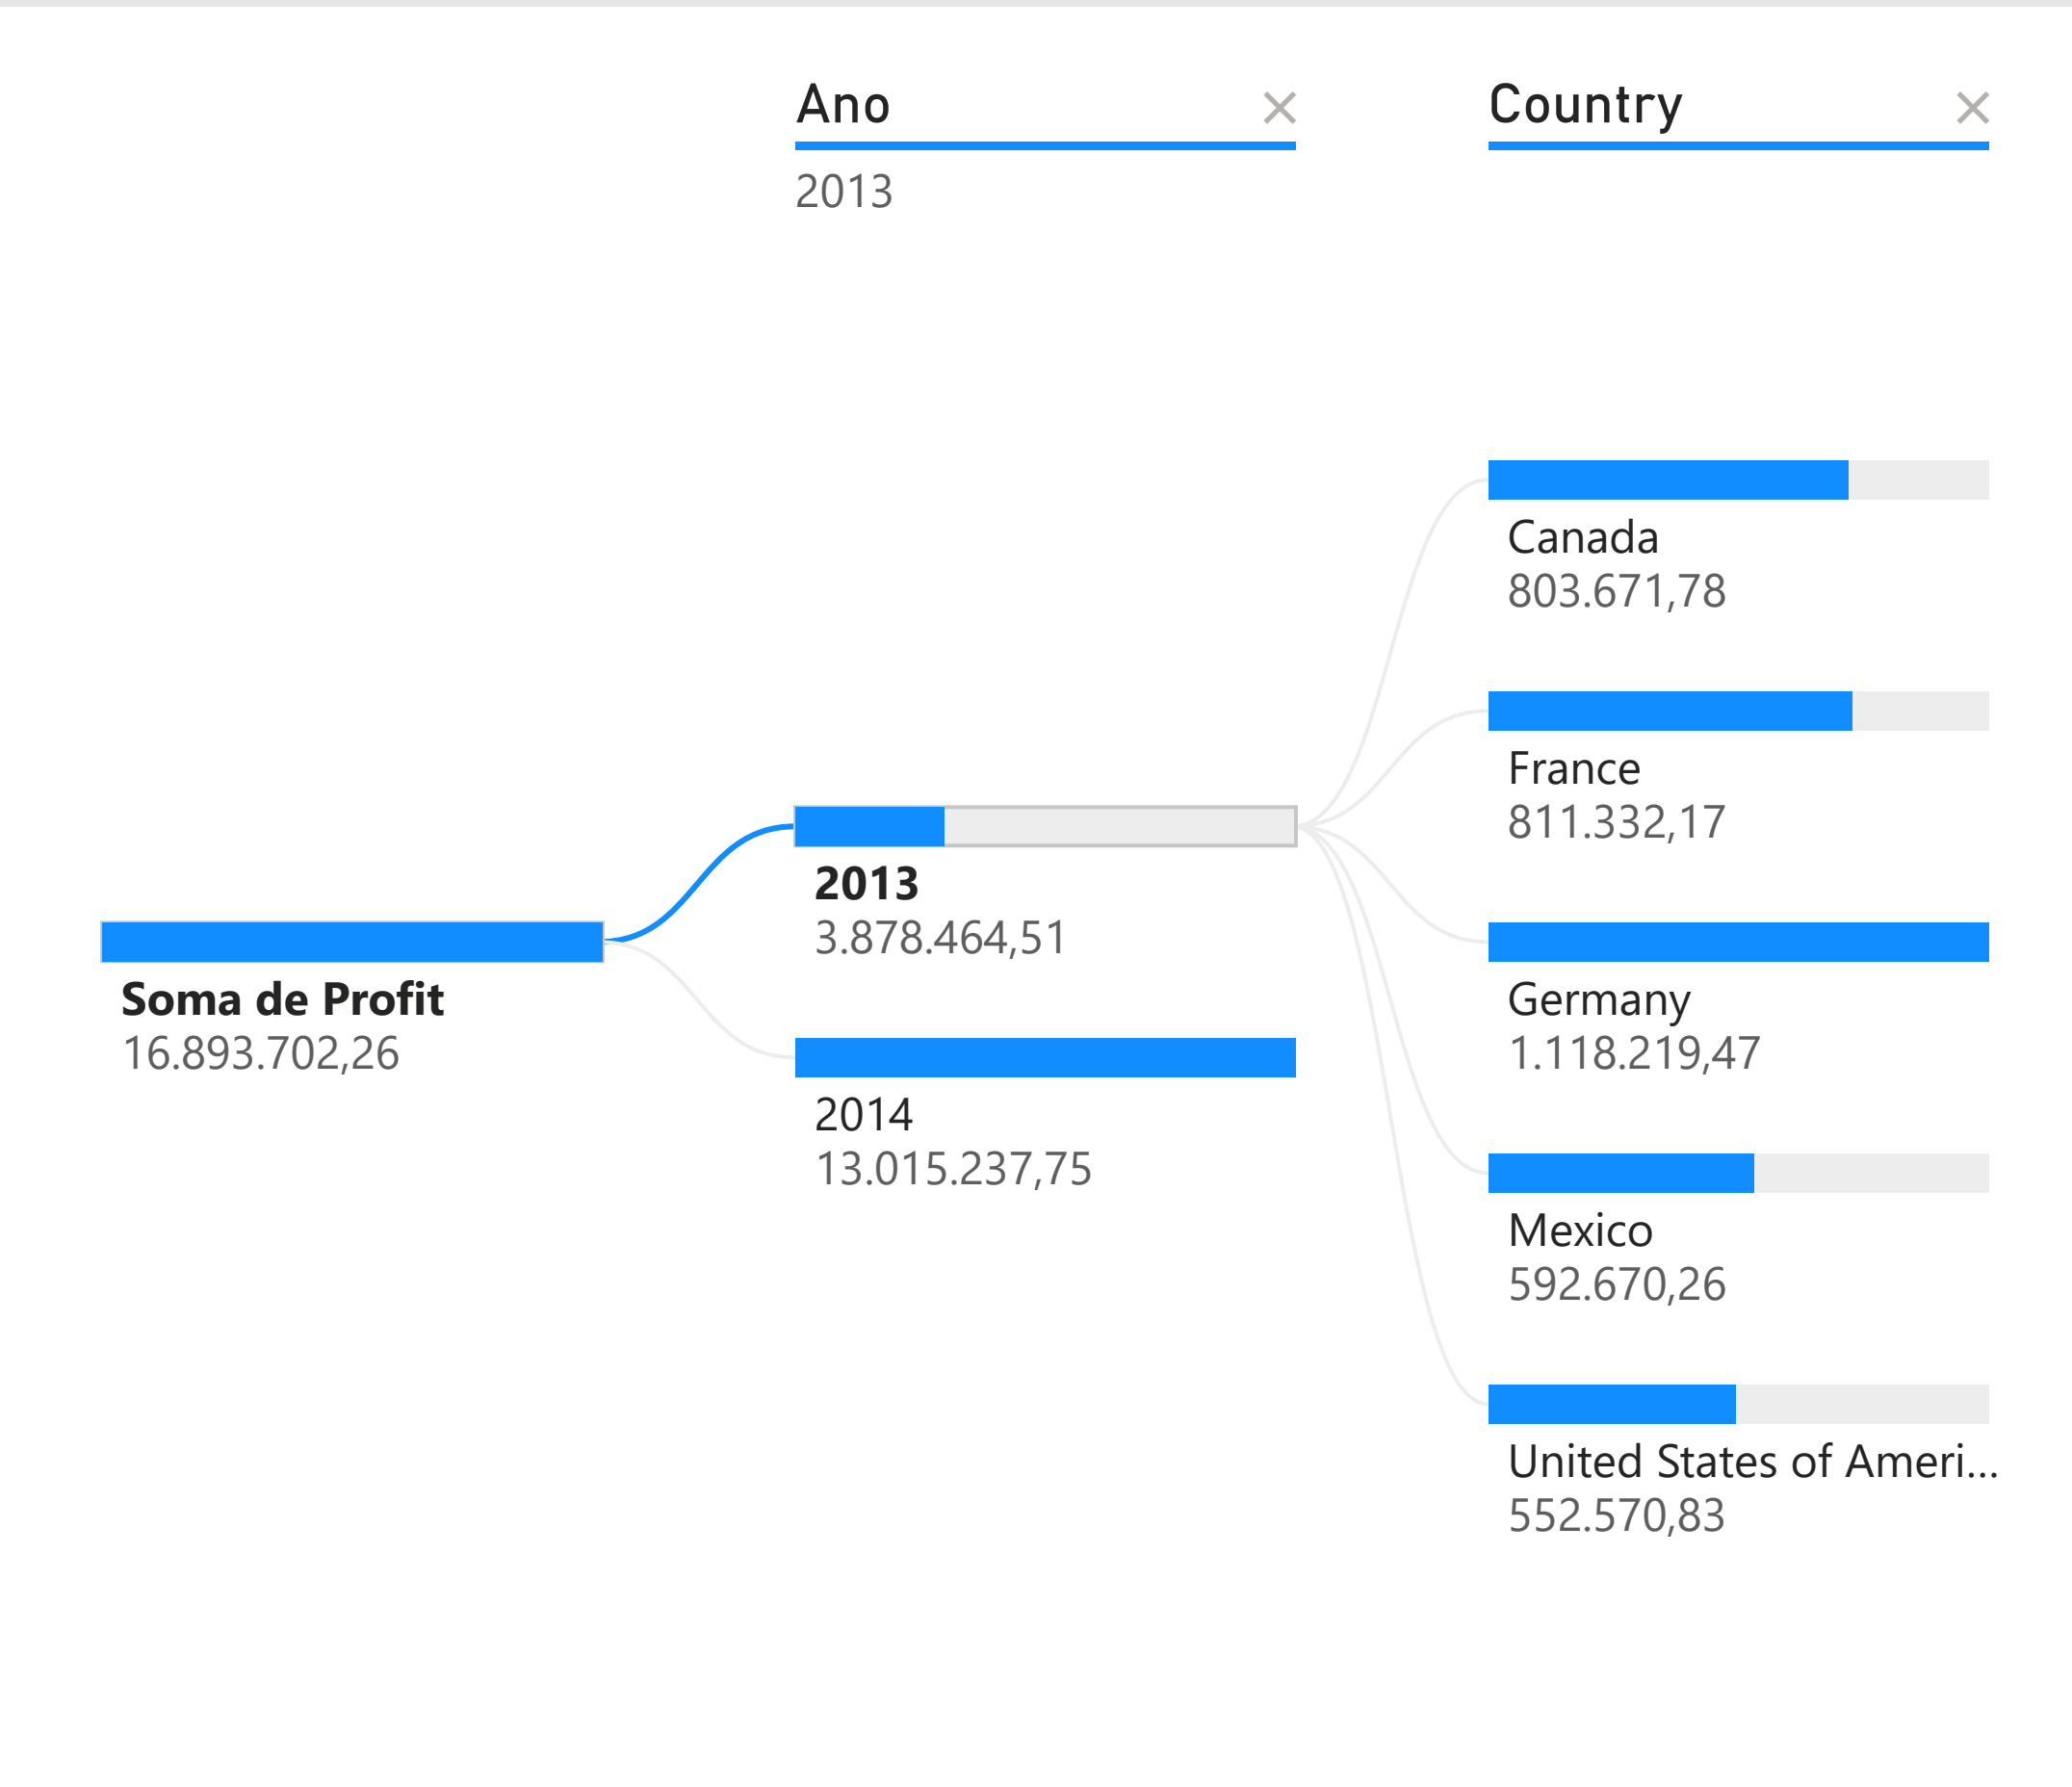 Ano
Country
2013
Canada
803.671,78
France
811.332,17
2013
3.878.464,51
Soma de Profit
16.893.702,26
Germany
1.118.219,47
2014
13.015.237,75
Mexico
592.670,26
United States of Ameri...
552.570,83